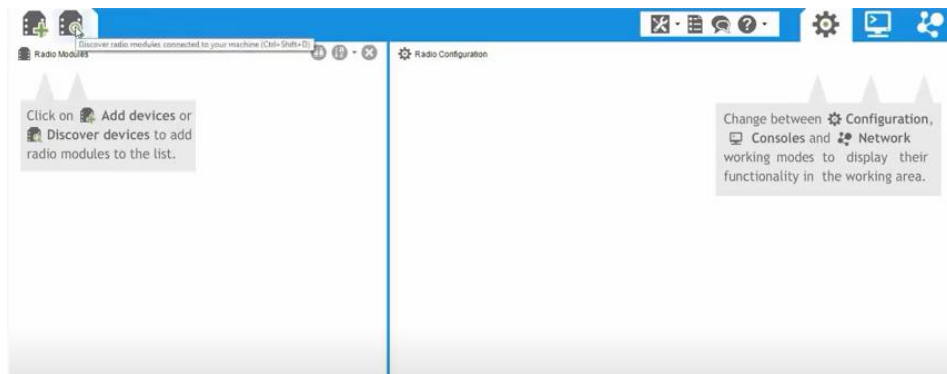 Discover radio modules connected to your machine (Ctrl+Shift+D)
Radio Modules
Radio Configuration
Click on Add devices or
Discover devices to add
radio modules to the list.
Change between Configuration,
Consoles and Network
working modes to display their
functionality in the working area.